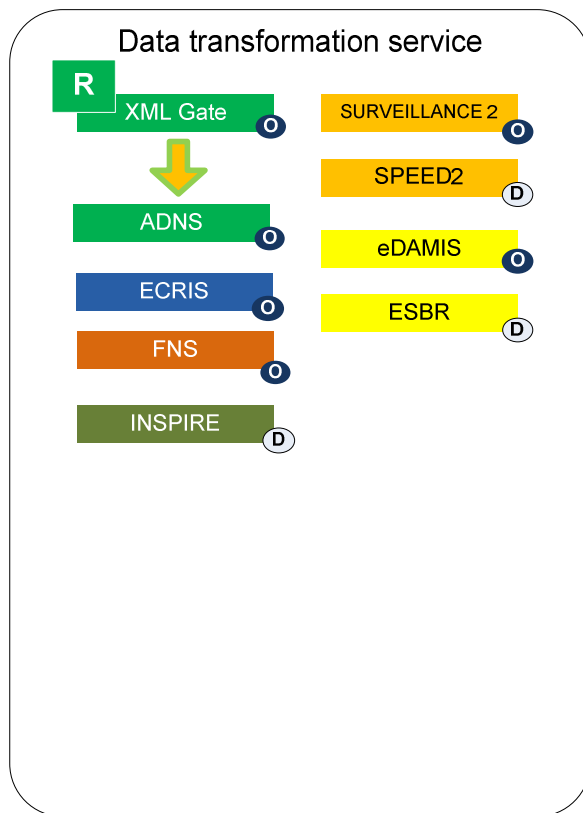 Data transformation service
R
XML Gate
O
ADNS
O
ECRIS
O
FNS
O
INSPIRE
D
SURVEILLANCE 2
O
SPEED2
D
eDAMIS
O
ESBR
D